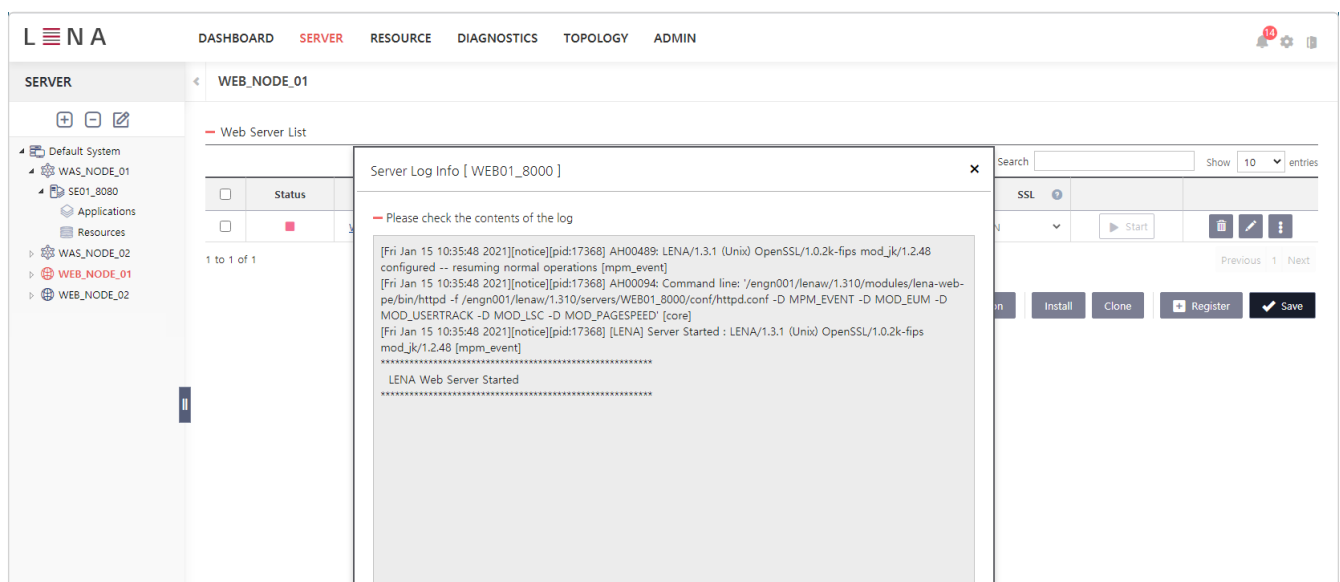 LENA
DASHBOARD SERVER RESOURCE DIAGNOSTICS TOPOLOGY ADMIN
14
SERVER
WEB_NODE_01
Default System
WAS_NODE_01
SE01_8080
Applications
Resources
WAS_NODE_02
WEB_NODE_01
WEB_NODE_02
Web Server List
Search
Show 10 entries
Status
SSL
Start
1 to 1 of 1
Previous 1 Next
Install Clone Register Save
Server Log Info [ WEB01_8000 ]
Please check the contents of the log
[Fri Jan 15 10:35:48 2021][notice][pid:17368] AH00489: LENA/1.3.1 (Unix) OpenSSL/1.0.2k-fips mod_jk/1.2.48
configured -- resuming normal operations [mpm_event]
[Fri Jan 15 10:35:48 2021][notice][pid:17368] AH00094: Command line: '/engn001/lenaw/1.310/modules/lena-web-
pe/bin/httpd -f /engn001/lenaw/1.310/servers/WEB01_8000/conf/httpd.conf -D MPM_EVENT -D MOD_EUM -D
MOD_USERTRACK -D MOD_LSC -D MOD_PAGESPEED' [core]
[Fri Jan 15 10:35:48 2021][notice][pid:17368] [LENA] Server Started : LENA/1.3.1 (Unix) OpenSSL/1.0.2k-fips
mod_jk/1.2.48 [mpm_event]
*********************************************************
LENA Web Server Started
*********************************************************